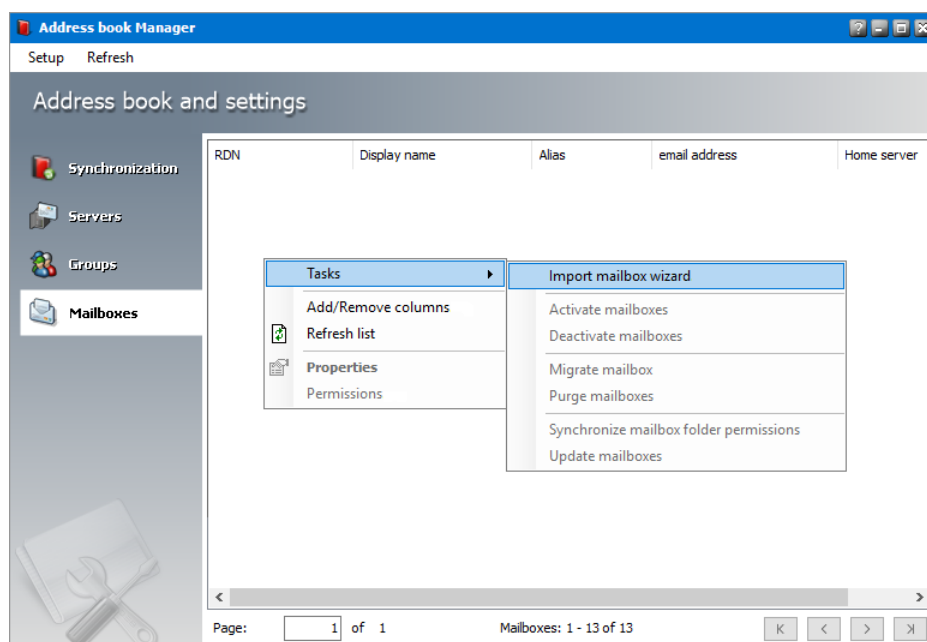 Address book Manager
Setup Refresh
Address book and settings
RDN Display name Alias email address Home server
Synchronization
Servers
Groups
Mailboxes
Tasks
Add/Remove columns
Refresh list
Properties
Permissions
Import mailbox wizard
Activate mailboxes
Deactivate mailboxes
Migrate mailbox
Purge mailboxes
Synchronize mailbox folder permissions
Update mailboxes
Page: 1 of 1 Mailboxes: 1 - 13 of 13